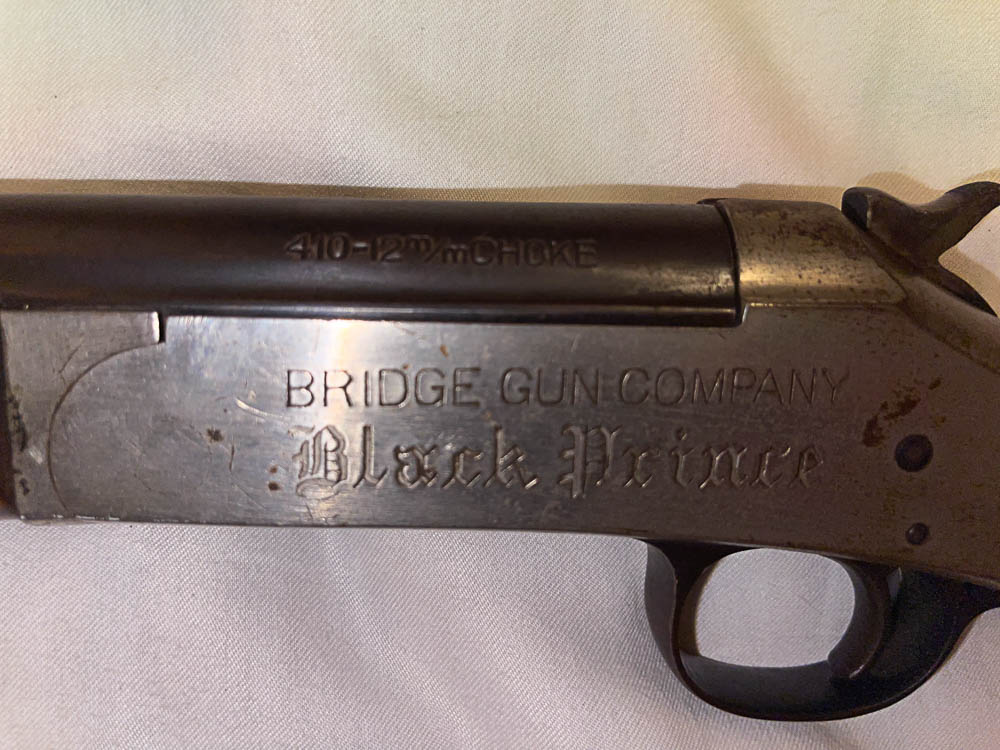 410-12m/mCHOKE
BRIDGE GUN COMPANY
Black Prince